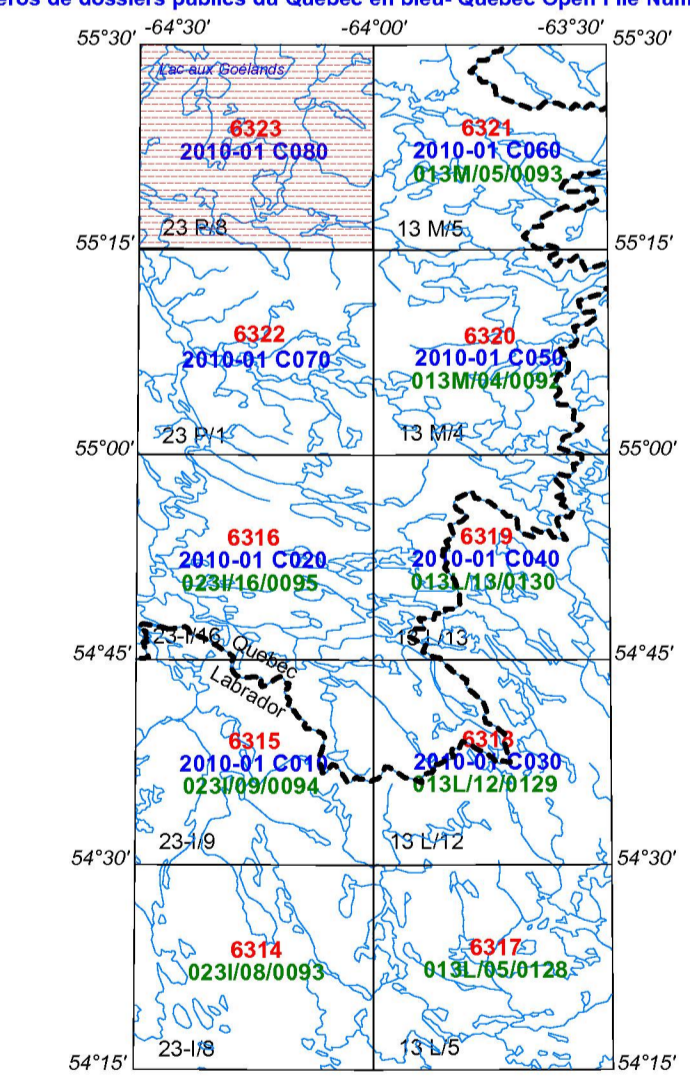 éros de dossiers publics du Québec en bleu- Quebec Open File Num
-64°30' -64°00' -63°30'
55°30' 55°30'
Lac aux Goélands
6323
2010-01 C080
23 P/8
6321
2010-01 C060
013M/05/0093
13 M/5
55°15' 55°15'
6322
2010-01 C070
23 P/1
6320
2010-01 C050
013M/04/0092
13 M/4
55°00' 55°00'
6316
2010-01 C020
023I/16/0095
23-I/16
6319
2010-01 C040
013L/13/0130
13 L/13
Quebec
Labrador
54°45' 54°45'
6315
2010-01 C010
023I/09/0094
23-I/9
6318
2010-01 C030
013L/12/0129
13 L/12
54°30' 54°30'
6314
023I/08/0093
23-I/8
6317
013L/05/0128
13 L/5
54°15' 54°15'